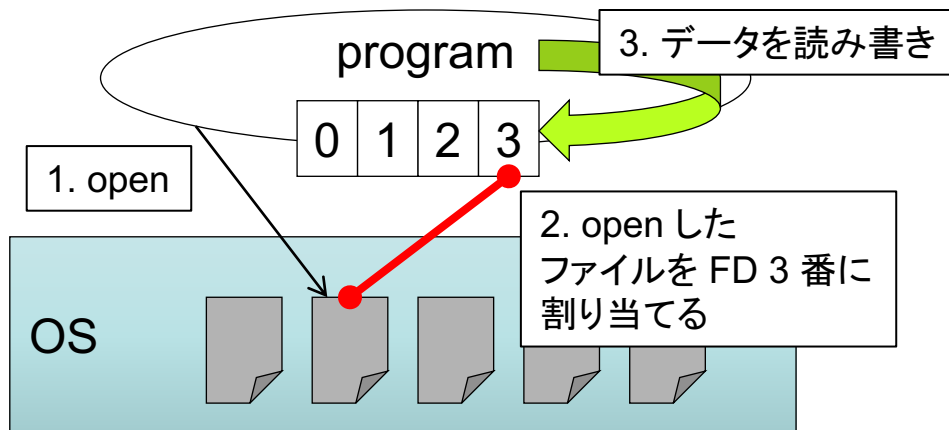 program
3. データを読み書き
0 1 2 3
1. open
2. open した
ファイルを FD 3 番に
割り当てる
OS